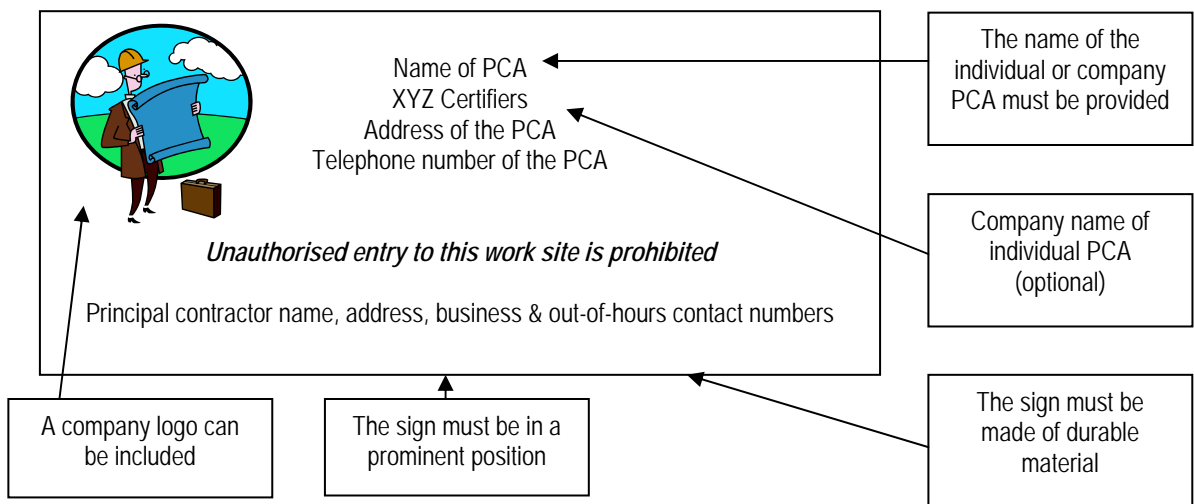 Name of PCA
XYZ Certifiers
Address of the PCA
Telephone number of the PCA
Unauthorised entry to this work site is prohibited
Principal contractor name, address, business & out-of-hours contact numbers
The name of the
individual or company
PCA must be provided
Company name of
individual PCA
(optional)
The sign must be
made of durable
material
A company logo can
be included
The sign must be in a
prominent position